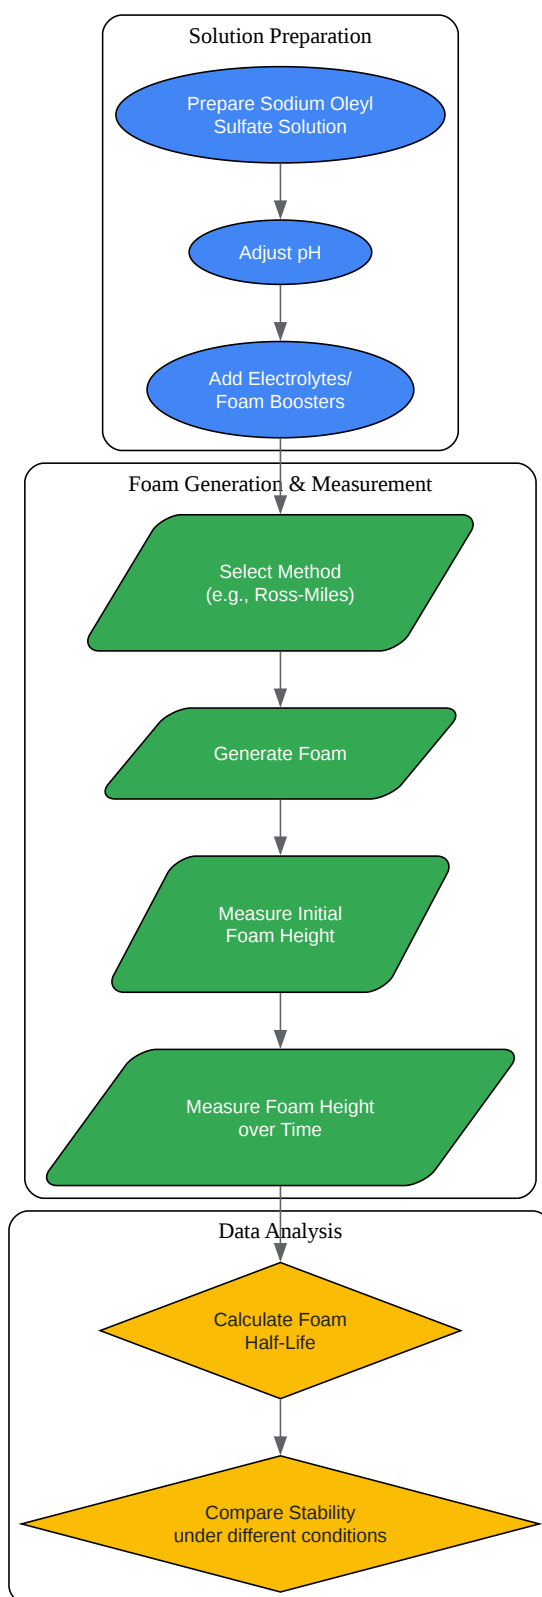 Solution Preparation
Prepare Sodium Oleyl
Sulfate Solution
Adjust pH
Add Electrolytes/
Foam Boosters
Foam Generation & Measurement
Select Method
(e.g., Ross-Miles)
Generate Foam
Measure Initial
Foam Height
Measure Foam Height
over Time
Data Analysis
Calculate Foam
Half-Life
Compare Stability
under different conditions